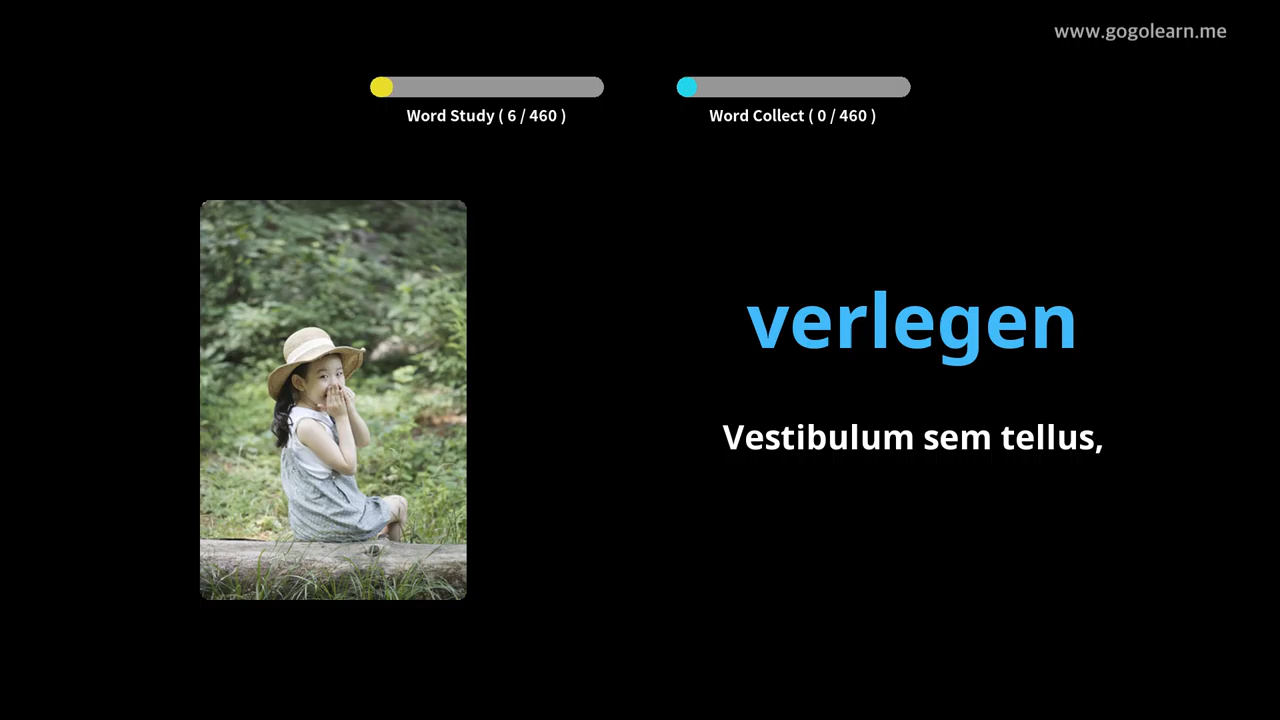 www.gogolearn.me
Word Study ( 6 / 460 )
Word Collect ( 0 / 460 )
verlegen
Vestibulum sem tellus,